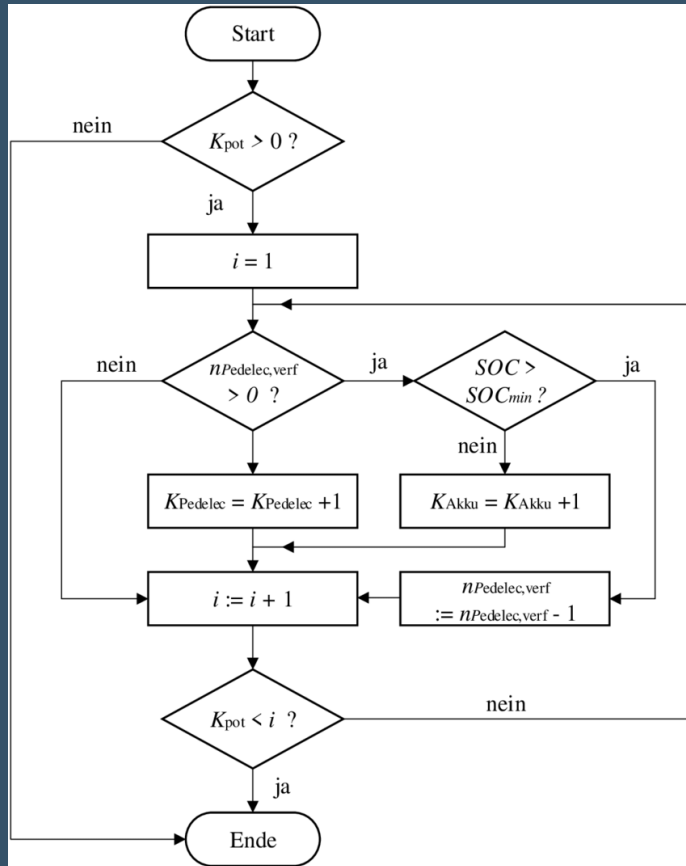 Start
nein
Kpot > 0 ?
ja
i = 1
nein
nPedelec,verf
> 0 ?
ja
SOC >
SOCmin ?
ja
nein
KPedelec = KPedelec +1
KAkku = KAkku +1
i := i + 1
nPedelec,verf
:= nPedelec,verf - 1
Kpot < i ?
nein
ja
Ende